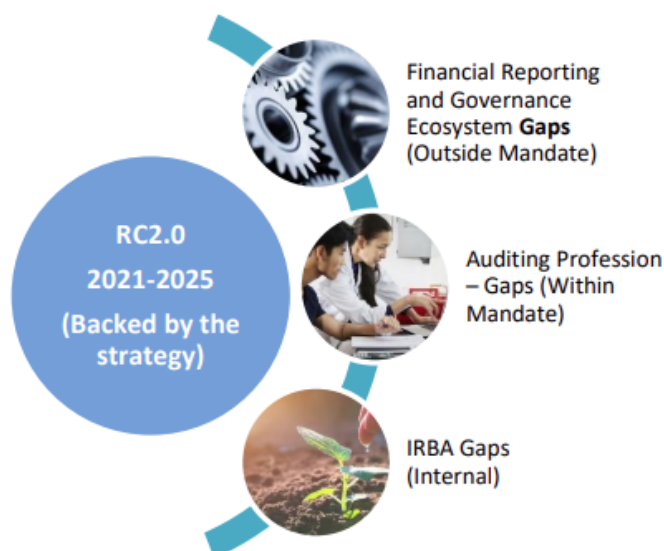 RC2.0
2021-2025
(Backed by the
strategy)
Financial Reporting
and Governance
Ecosystem Gaps
(Outside Mandate)
Auditing Profession
– Gaps (Within
Mandate)
IRBA Gaps
(Internal)